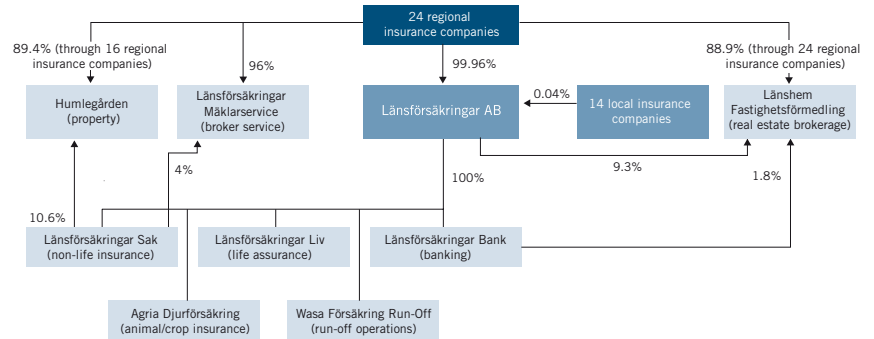 24 regional
insurance companies
89.4% (through 16 regional
insurance companies)
96%
99.96%
88.9% (through 24 regional
insurance companies)
Humlegården
(property)
Länsförsäkringar
Mäklarservice
(broker service)
Länsförsäkringar AB
0.04%
14 local insurance
companies
Länshem
Fastighetsförmedling
(real estate brokerage)
4%
100%
9.3%
1.8%
10.6%
Länsförsäkringar Sak
(non-life insurance)
Länsförsäkringar Liv
(life assurance)
Länsförsäkringar Bank
(banking)
Agria Djurförsäkring
(animal/crop insurance)
Wasa Försäkring Run-Off
(run-off operations)